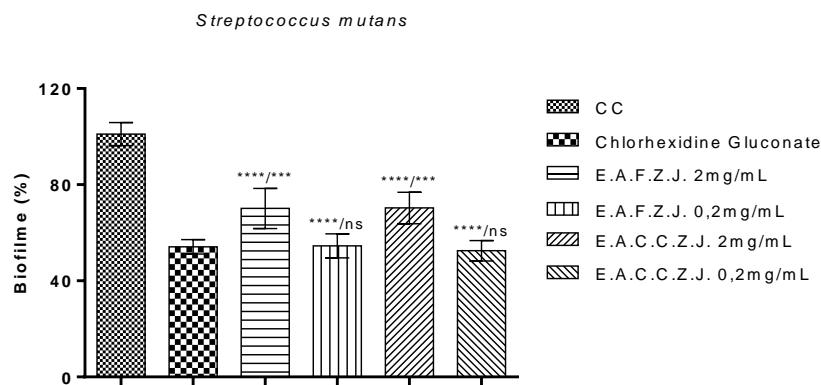 Streptococcus mutans
120
80
40
0
Biofilme (%)
****/***
****/ns
****/***
****/ns
CC
Chlorhexidine Gluconate
E.A.F.Z.J. 2mg/mL
E.A.F.Z.J. 0,2mg/mL
E.A.C.C.Z.J. 2mg/mL
E.A.C.C.Z.J. 0,2mg/mL